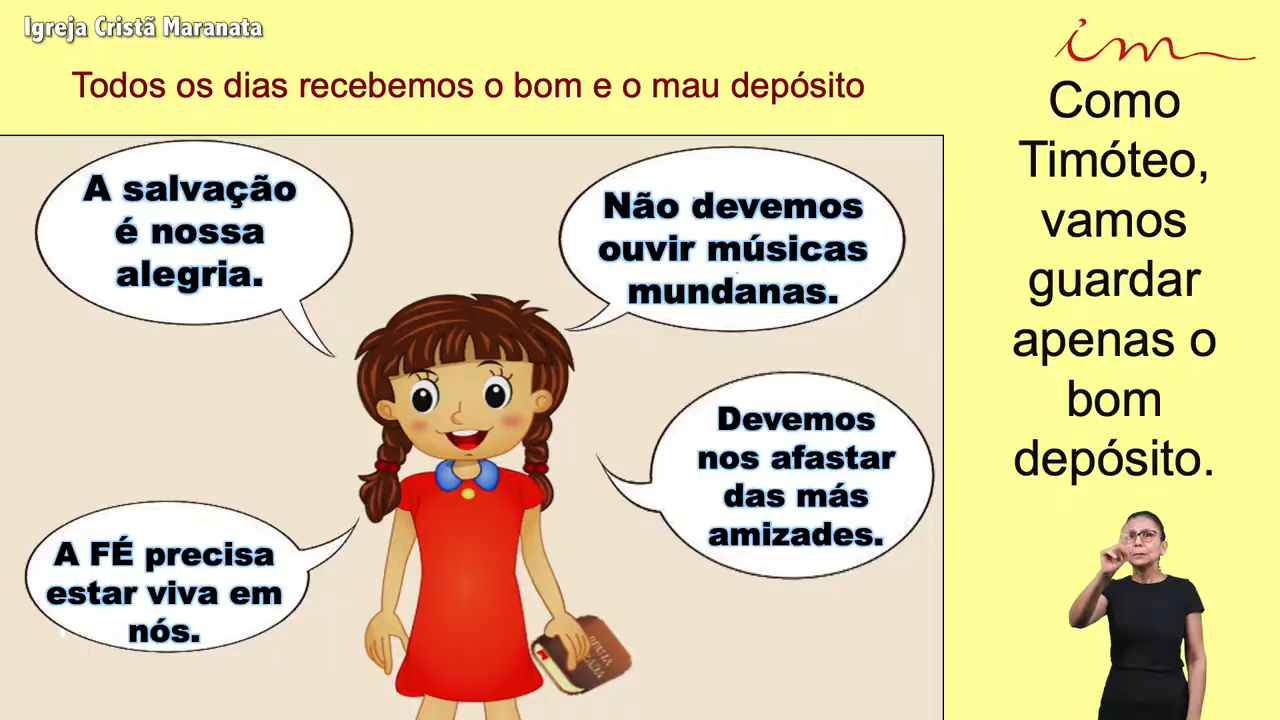 Igreja Cristã Maranata
Todos os dias recebemos o bom e o mau depósito
A salvação
é nossa
alegria.
Não devemos
ouvir músicas
mundanas.
Devemos
nos afastar
das más
amizades.
A FÉ precisa
estar viva em
nós.
im
Como
Timóteo,
vamos
guardar
apenas o
bom
depósito.